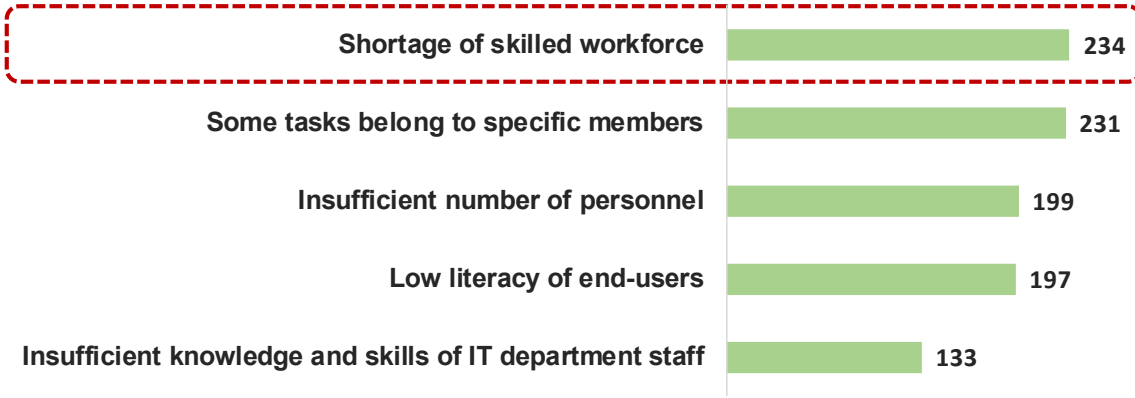 Shortage of skilled workforce 234
Some tasks belong to specific members 231
Insufficient number of personnel 199
Low literacy of end-users 197
Insufficient knowledge and skills of IT department staff 133